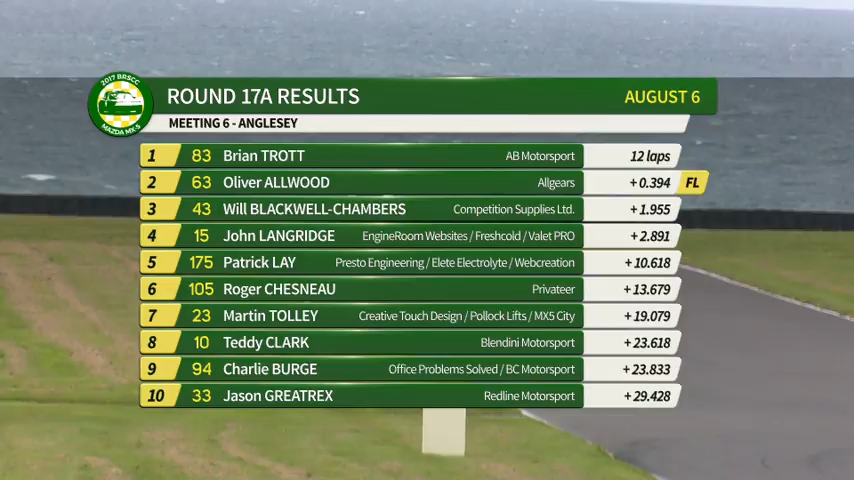 2017 BRSCC
MAZDA MX-5
ROUND 17A RESULTS AUGUST 6
MEETING 6 - ANGLESEY
1 83 Brian TROTT AB Motorsport 12 laps
2 63 Oliver ALLWOOD Allgears + 0.394 FL
3 43 Will BLACKWELL-CHAMBERS Competition Supplies Ltd. + 1.955
4 15 John LANGRIDGE EngineRoom Websites / Freshcold / Valet PRO + 2.891
5 175 Patrick LAY Presto Engineering / Elete Electrolyte / Webcreation + 10.618
6 105 Roger CHESNEAU Privateer + 13.679
7 23 Martin TOLLEY Creative Touch Design / Pollock Lifts / MX5 City + 19.079
8 10 Teddy CLARK Blendini Motorsport + 23.618
9 94 Charlie BURGE Office Problems Solved / BC Motorsport + 23.833
10 33 Jason GREATREX Redline Motorsport + 29.428